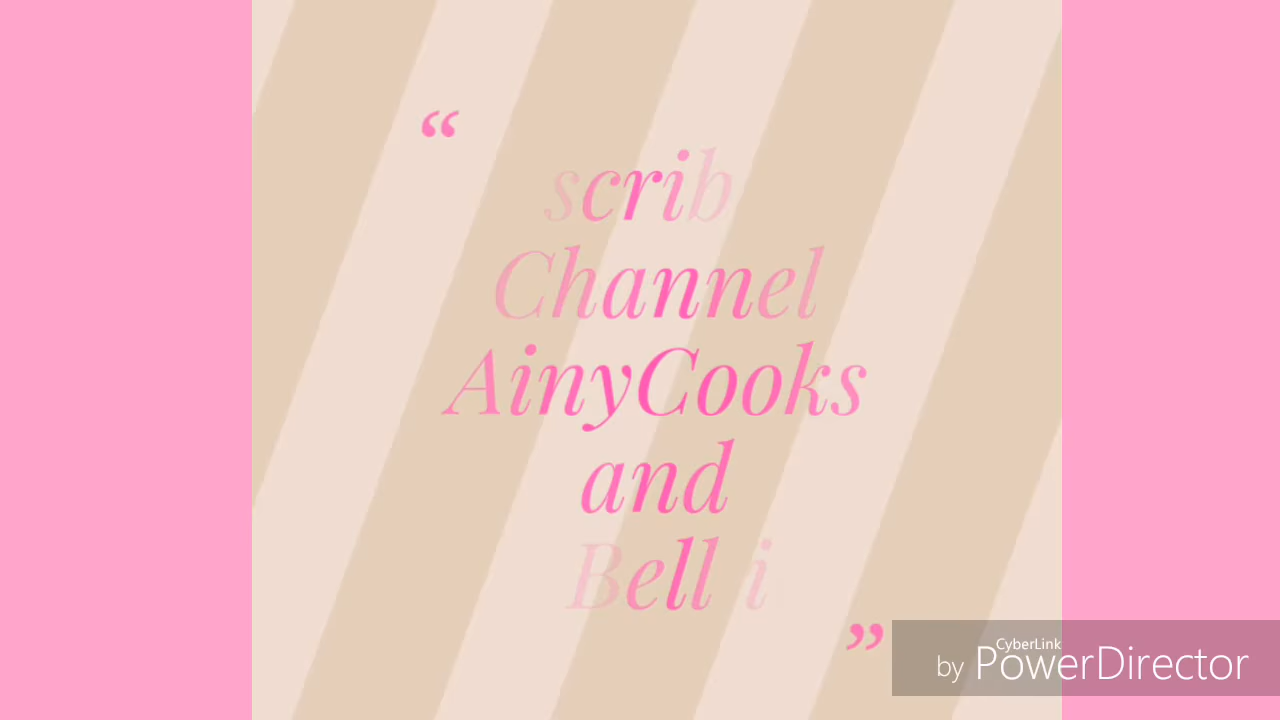 “
scrib
Channel
AinyCooks
and
Bell i
”
CyberLink
by PowerDirector